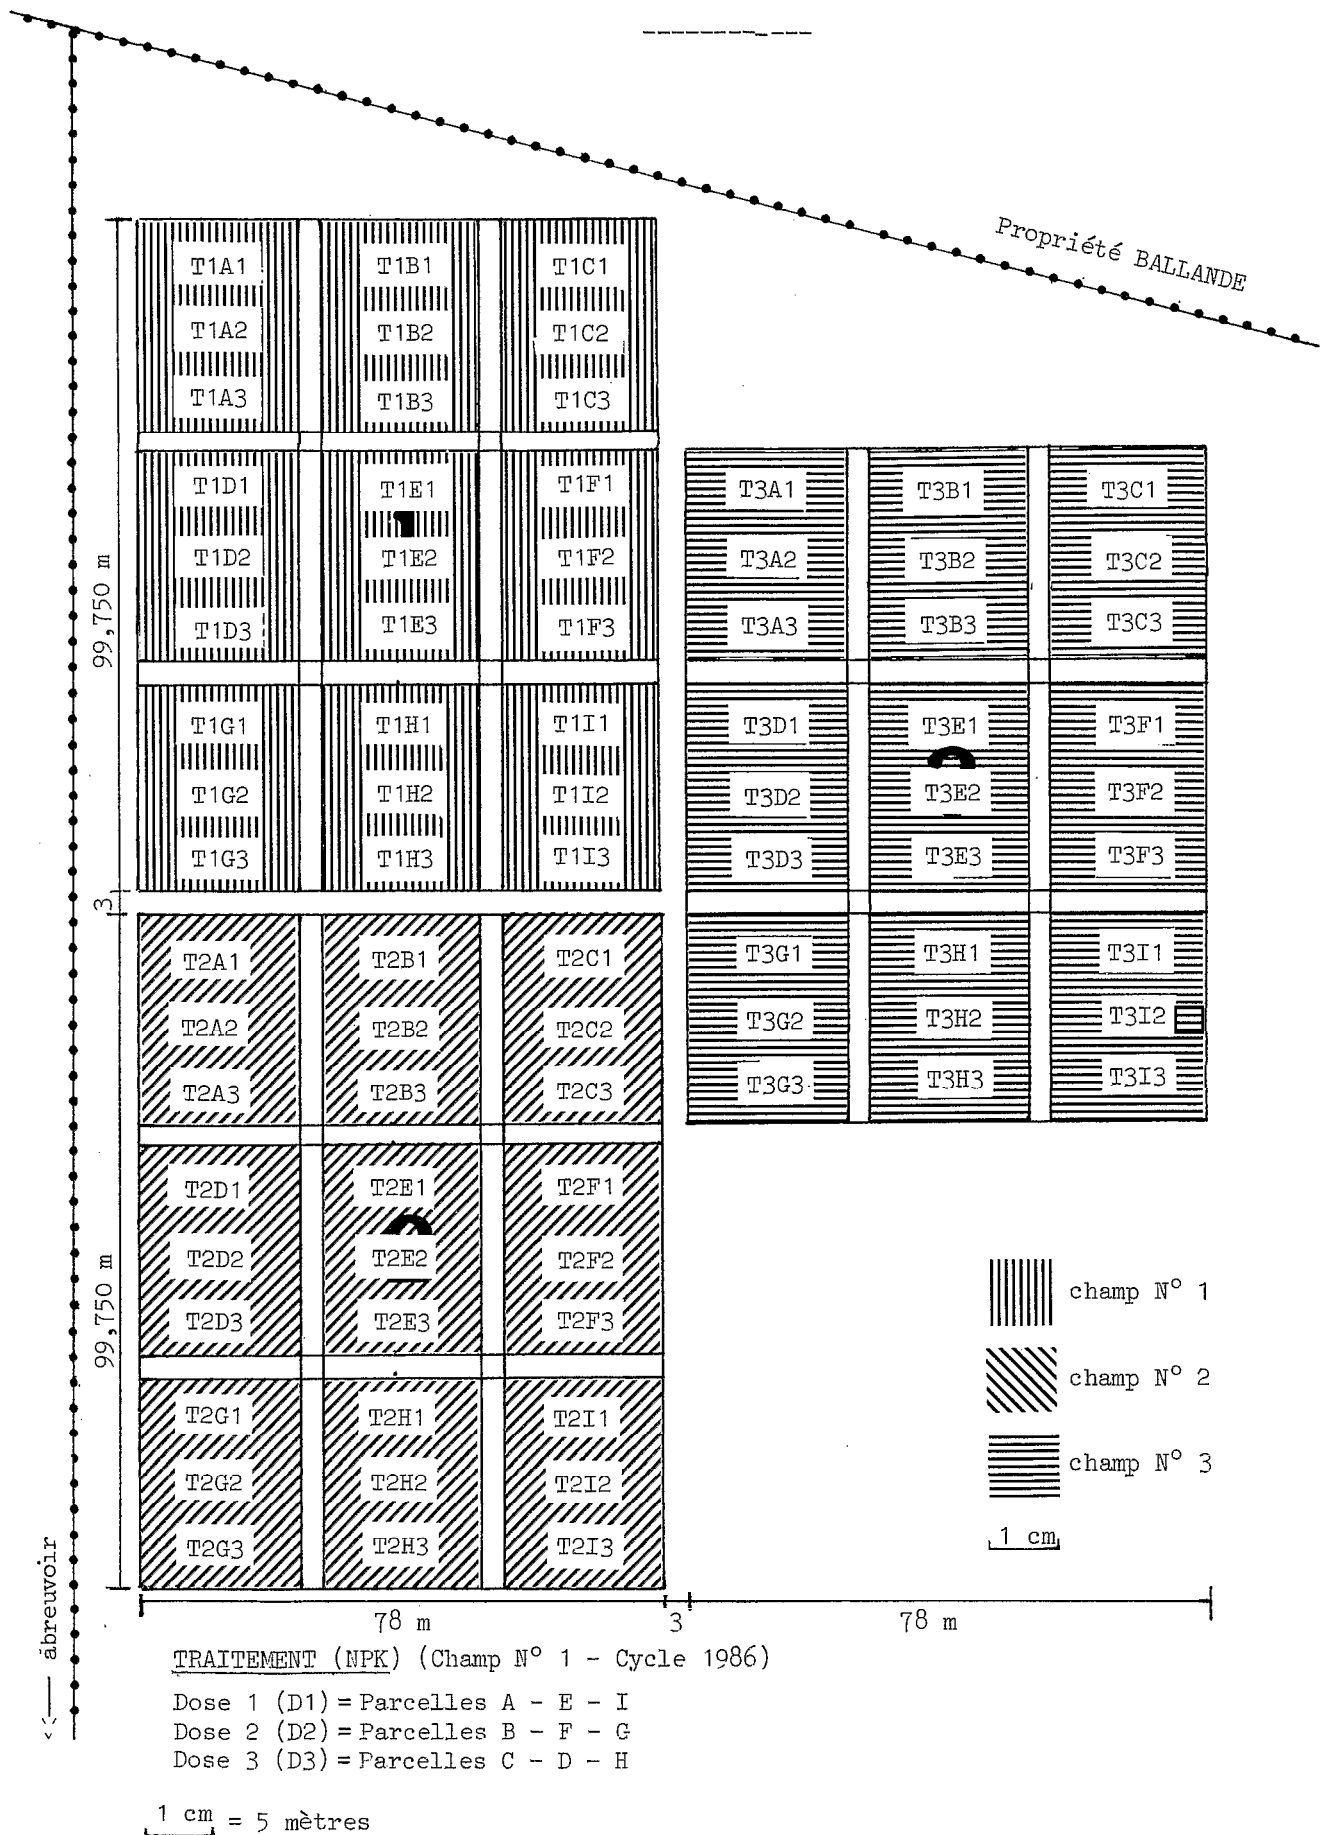 Propriété BALLANDE
T1A1 T1B1 T1C1
T1A2 T1B2 T1C2
T1A3 T1B3 T1C3
T1D1 T1E1 T1F1
T1D2 T1E2 T1F2
T1D3 T1E3 T1F3
T1G1 T1H1 T1I1
T1G2 T1H2 T1I2
T1G3 T1H3 T1I3
99,750 m
3
T3A1 T3B1 T3C1
T3A2 T3B2 T3C2
T3A3 T3B3 T3C3
T3D1 T3E1 T3F1
T3D2 T3E2 T3F2
T3D3 T3E3 T3F3
T3G1 T3H1 T3I1
T3G2 T3H2 T3I2
T3G3 T3H3 T3I3
T2A1 T2B1 T2C1
T2A2 T2B2 T2C2
T2A3 T2B3 T2C3
T2D1 T2E1 T2F1
T2D2 T2E2 T2F2
T2D3 T2E3 T2F3
T2G1 T2H1 T2I1
T2G2 T2H2 T2I2
T2G3 T2H3 T2I3
99,750 m
champ N° 1
champ N° 2
champ N° 3
1 cm
abreuvoir
78 m 3 78 m
TRAITEMENT (NPK) (Champ N° 1 - Cycle 1986)
Dose 1 (D1) = Parcelles A - E - I
Dose 2 (D2) = Parcelles B - F - G
Dose 3 (D3) = Parcelles C - D - H
1 cm = 5 mètres